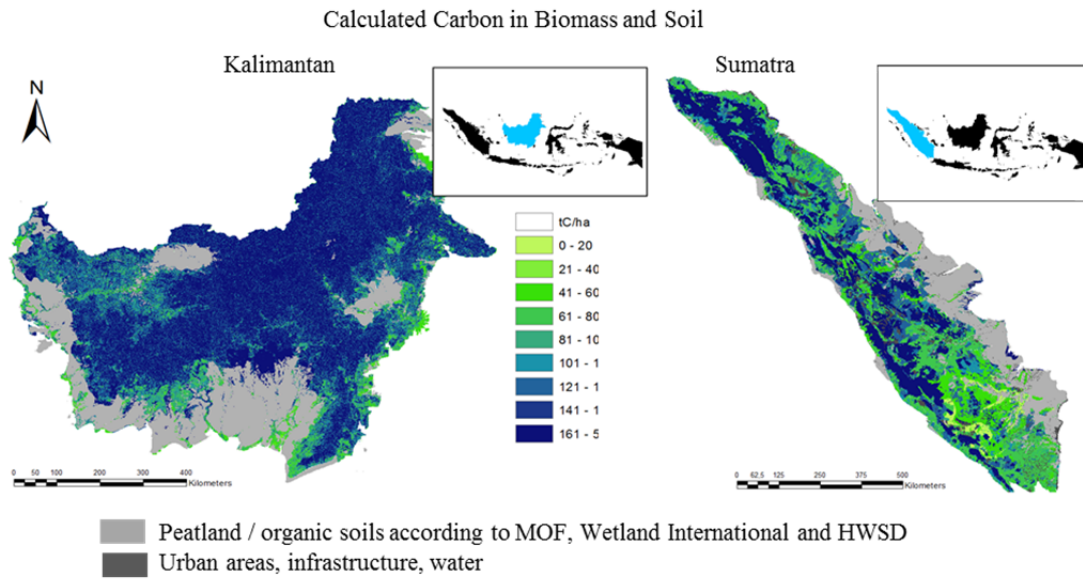 Calculated Carbon in Biomass and Soil
Kalimantan
Sumatra
N
tC/ha
0 - 20
21 - 40
41 - 60
61 - 80
81 - 10
101 - 1
121 - 1
141 - 1
161 - 5
0 50 100 200 300 400
Kilometers
0 62,5 125 250 375 500
Kilometers
Peatland / organic soils according to MOF, Wetland International and HWSD
Urban areas, infrastructure, water